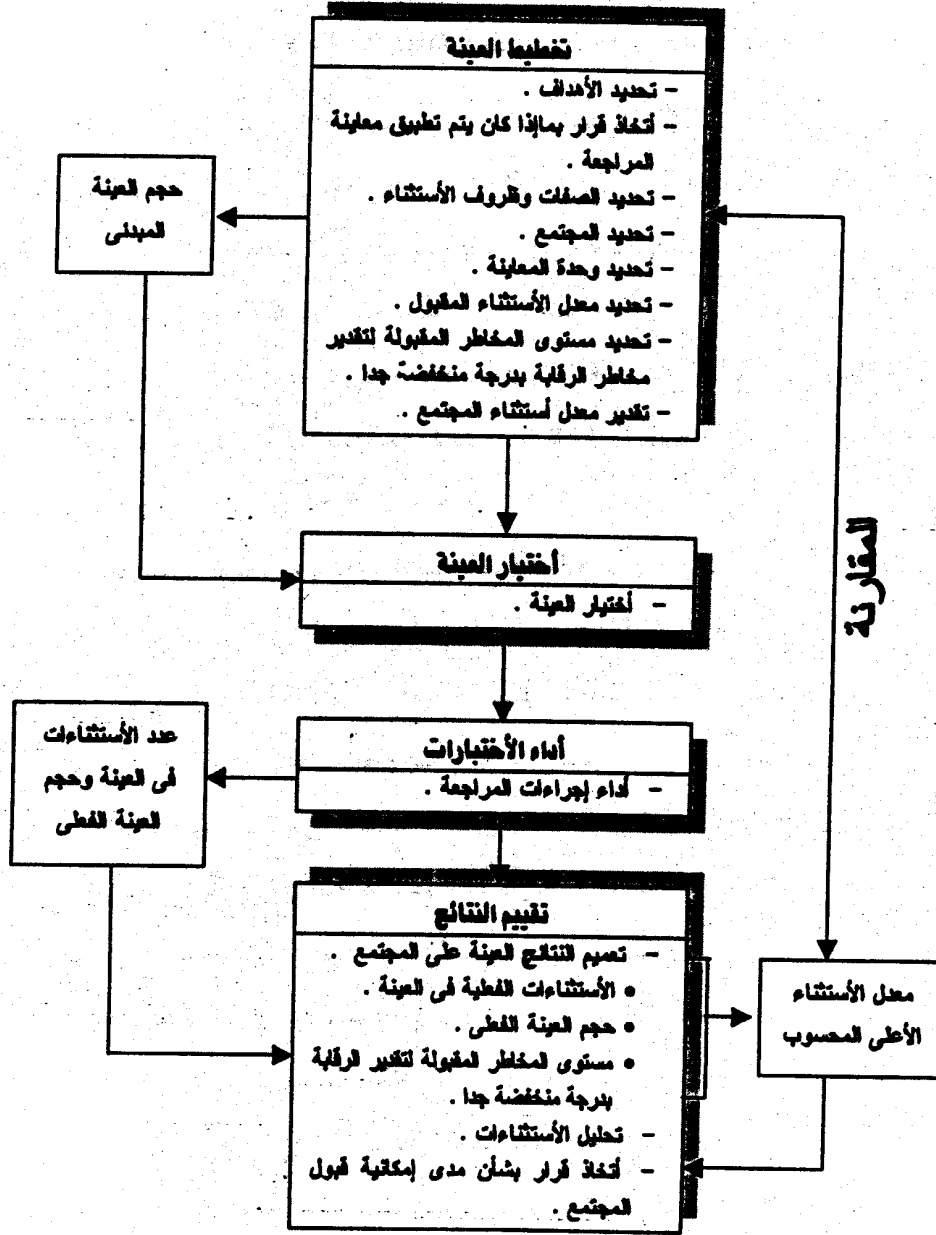 تخطيط العينة
- تحديد الأهداف .
- أتخاذ قرار بماإذا كان يتم تطبيق معاينة
المراجعة .
- تحديد الصفات وظروف الأستثناء .
- تحديد المجتمع .
- تحديد وحدة المعاينة .
- تحديد معدل الأستثناء المقبول .
- تحديد مستوى المخاطر المقبولة لتقدير
مخاطر الرقابة بدرجة منخفضة جدا .
- تقدير معدل أستثناء المجتمع .
حجم العينة
المبدئى
أختيار العينة
- أختيار العينة .
المقارنة
أداء الأختبارات
- أداء إجراءات المراجعة .
عدد الأستثناءات
فى العينة وحجم
العينة الفعلى
تقييم النتائج
- تعميم النتائج العينة على المجتمع .
• الأستثناءات الفعلية فى العينة .
• حجم العينة الفعلى .
• مستوى المخاطر المقبولة لتقدير الرقابة
بدرجة منخفضة جدا .
- تحليل الأستثناءات .
- أتخاذ قرار بشأن مدى إمكانية قبول
المجتمع .
معدل الأستثناء
الأعلى المحسوب